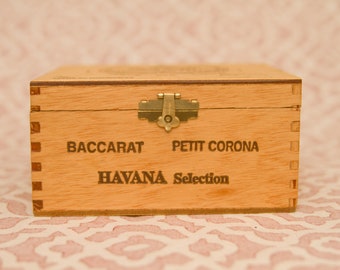 BACCARAT PETIT CORONA
HAVANA Selection